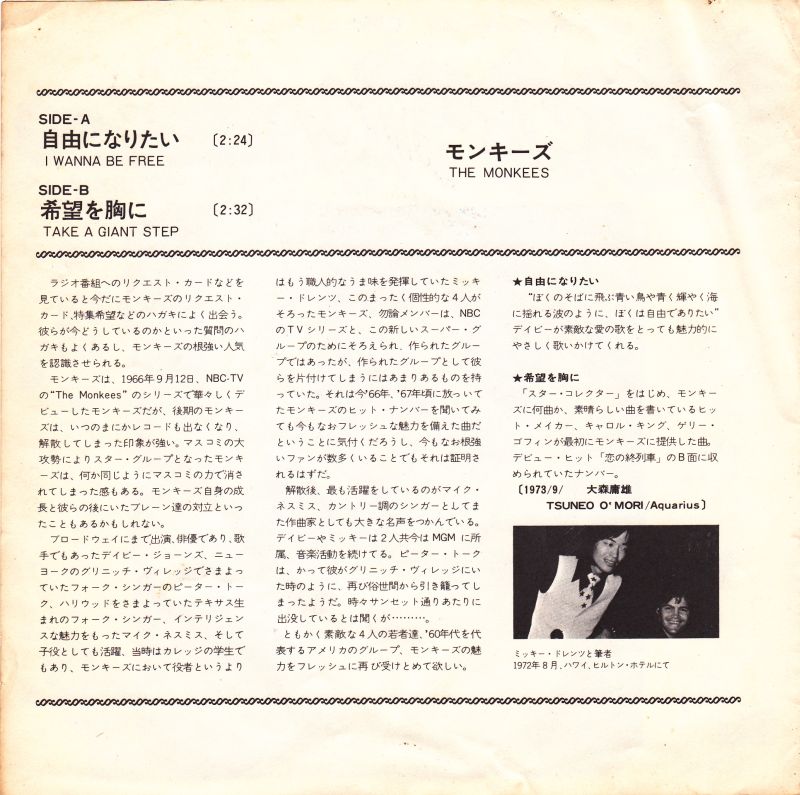 SIDE-A
自由になりたい 〔2:24〕
I WANNA BE FREE
SIDE-B
希望を胸に 〔2:32〕
TAKE A GIANT STEP
モンキーズ
THE MONKEES
ラジオ番組へのリクエスト・カードなどを
見ていると今だにモンキーズのリクエスト・
カード、特集希望などのハガキによく出会う。
彼らが今どうしているのかといった質問のハ
ガキもよくあるし、モンキーズの根強い人気
を認識させられる。
モンキーズは、1966年9月12日、NBC-TV
の“The Monkees”のシリーズで華々しくデ
ビューしたモンキーズだが、後期のモンキー
ズは、いつのまにかレコードも出なくなり、
解散してしまった印象が強い。マスコミの大
攻勢によりスター・グループとなったモンキー
ズは、何か同じようにマスコミの力で消さ
れてしまった感もある。モンキーズ自身の成
長と彼らの後にいたブレーン達の対立といっ
たこともあるかもしれない。
ブロードウェイにまで出演、俳優であり、歌
手でもあったデイビー・ジョーンズ、ニュー
ヨークのグリニッチ・ヴィレッジでさまよっ
ていたフォーク・シンガーのピーター・トー
ク、ハリウッドをさまよっていたテキサス生
まれのフォーク・シンガー、インテリジェン
スな魅力をもったマイク・ネスミス、そして
子役としても活躍、当時はカレッジの学生で
もあり、モンキーズにおいて役者というより
はもう職人的なうま味を発揮していたミッキ
ー・ドレンツ、このまったく個性的な4人が
そろったモンキーズ、勿論メンバーは、NBC
のTVシリーズと、この新しいスーパー・グ
ループのためにそろえられ、作られたグルー
プではあったが、作られたグループとして彼
らを片付けてしまうにはあまりあるものを持
っていた。それは今'66年、'67年頃に放っいて
たモンキーズのヒット・ナンバーを聞いてみ
ても今もなおフレッシュな魅力を備えた曲だ
ということに気付くだろうし、今もなお根強
いファンが数多くいることでもそれは証明さ
れるはずだ。
解散後、最も活躍をしているのがマイク・
ネスミス、カントリー調のシンガーとしてま
た作曲家としても大きな名声をつかんでいる。
デイビーやミッキーは2人共今はMGMに所
属、音楽活動を続けてる。ピーター・トーク
は、かって彼がグリニッチ・ヴィレッジにい
た時のように、再び俗世間から引き籠ってし
まったようだ。時々サンセット通りあたりに
出没しているとは聞くが………。
ともかく素敵な4人の若者達、'60年代を代
表するアメリカのグループ、モンキーズの魅
力をフレッシュに再び受けとめて欲しい。
★自由になりたい
“ぼくのそばに飛ぶ青い鳥や青く輝やく海
に揺れる波のように、ぼくは自由でありたい”
デイビーが素敵な愛の歌をとっても魅力的に
やさしく歌いかけてくれる。
★希望を胸に
「スター・コレクター」をはじめ、モンキー
ズに何曲か、素晴らしい曲を書いているヒッ
ト・メイカー、キャロル・キング、ゲリー・
ゴフィンが最初にモンキーズに提供した曲。
デビュー・ヒット「恋の終列車」のB面に収
められていたナンバー。
〔1973/9/ 大森庸雄
TSUNEO O'MORI/Aquarius〕
ミッキー・ドレンツと筆者
1972年8月、ハワイ、ヒルトン・ホテルにて